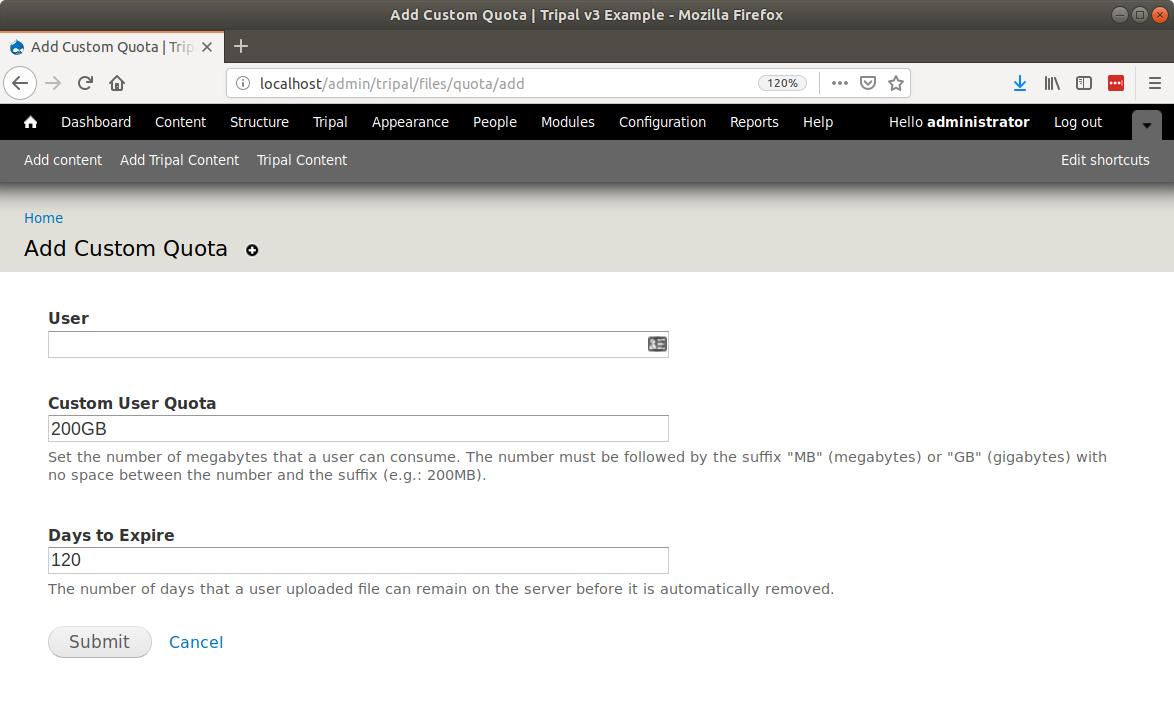 Add Custom Quota | Tripal v3 Example - Mozilla Firefox
Add Custom Quota | Trip
localhost/admin/tripal/files/quota/add 120%
Dashboard Content Structure Tripal Appearance People Modules Configuration Reports Help Hello administrator Log out
Add content Add Tripal Content Tripal Content Edit shortcuts
Home
Add Custom Quota
User
Custom User Quota
200GB
Set the number of megabytes that a user can consume. The number must be followed by the suffix "MB" (megabytes) or "GB" (gigabytes) with
no space between the number and the suffix (e.g.: 200MB).
Days to Expire
120
The number of days that a user uploaded file can remain on the server before it is automatically removed.
Submit Cancel